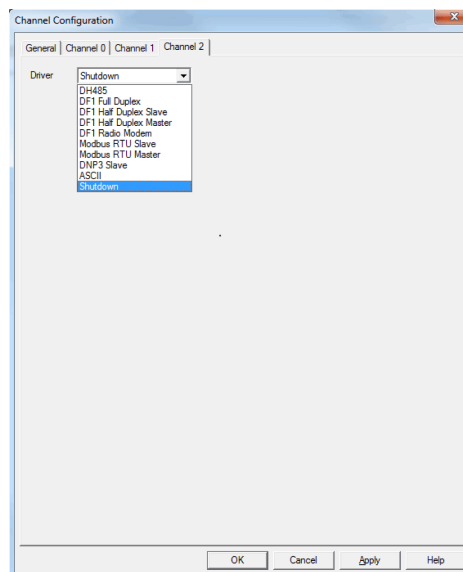 Channel Configuration
General Channel 0 Channel 1 Channel 2
Driver Shutdown
DH485
DF1 Full Duplex
DF1 Half Duplex Slave
DF1 Half Duplex Master
DF1 Radio Modem
Modbus RTU Slave
Modbus RTU Master
DNP3 Slave
ASCII
Shutdown
OK Cancel Apply Help